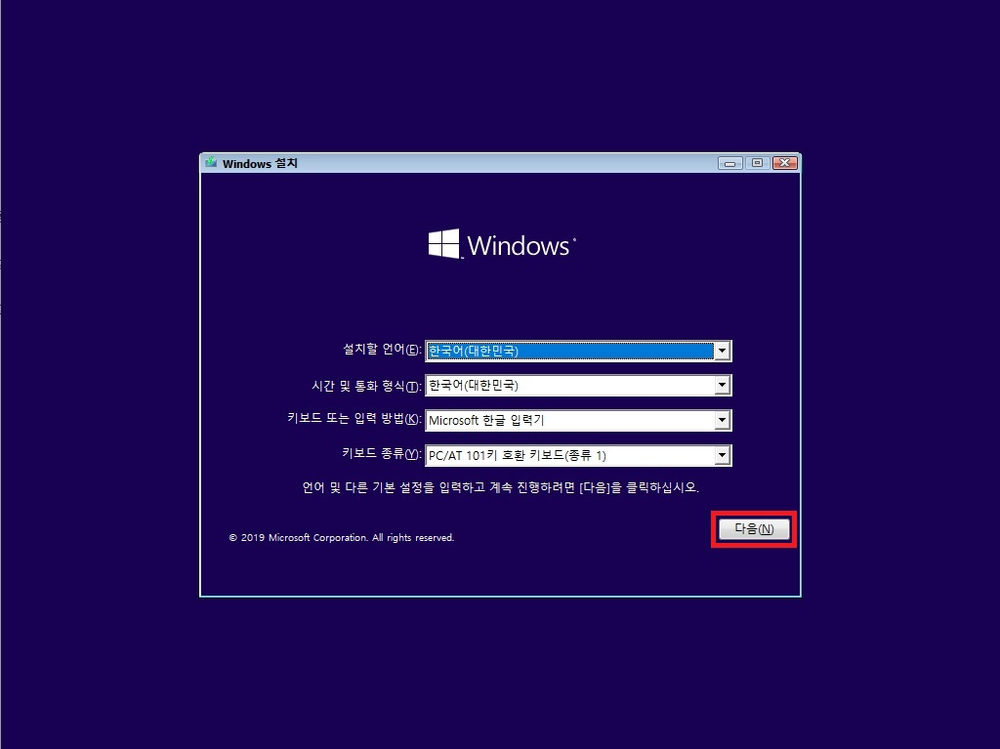 Windows 설치
Windows
설치할 언어(E): 한국어(대한민국)
시간 및 통화 형식(T): 한국어(대한민국)
키보드 또는 입력 방법(K): Microsoft 한글 입력기
키보드 종류(Y): PC/AT 101키 호환 키보드(종류 1)
언어 및 다른 기본 설정을 입력하고 계속 진행하려면 [다음]을 클릭하십시오.
다음(N)
© 2019 Microsoft Corporation. All rights reserved.